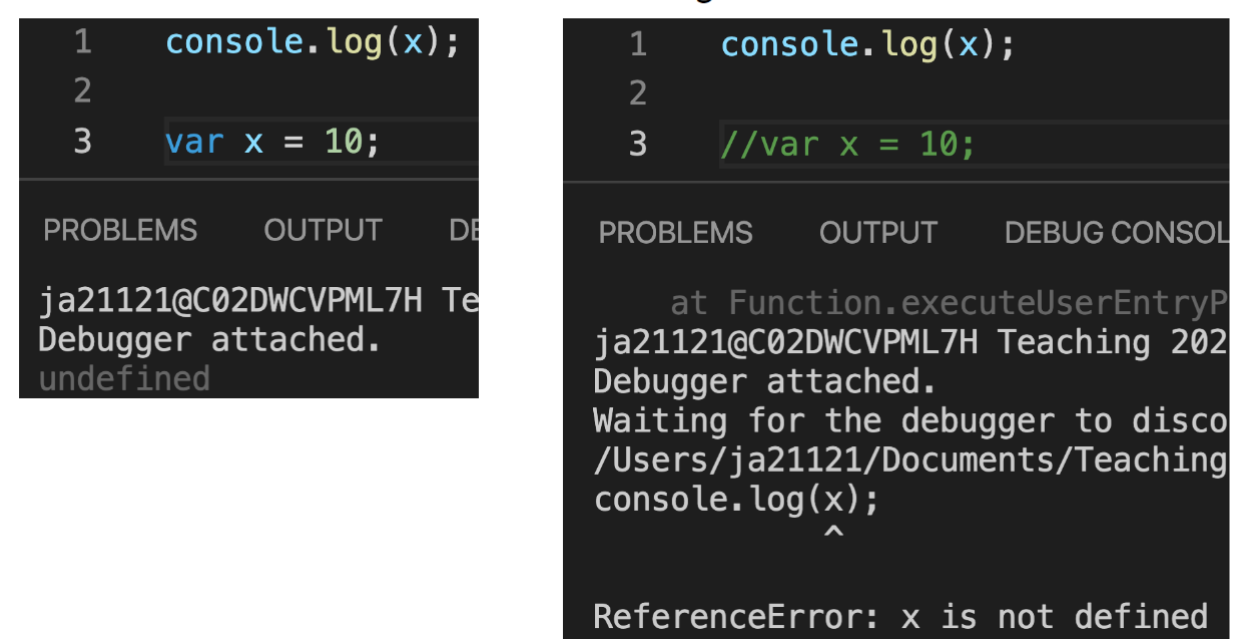 1 console.log(x);
2
3 var x = 10;
PROBLEMS OUTPUT DE
ja21121@C02DWCVPML7H Te
Debugger attached.
undefined
1 console.log(x);
2
3 //var x = 10;
PROBLEMS OUTPUT DEBUG CONSOL
at Function.executeUserEntryP
ja21121@C02DWCVPML7H Teaching 202
Debugger attached.
Waiting for the debugger to disco
/Users/ja21121/Documents/Teaching
console.log(x);
^
ReferenceError: x is not defined